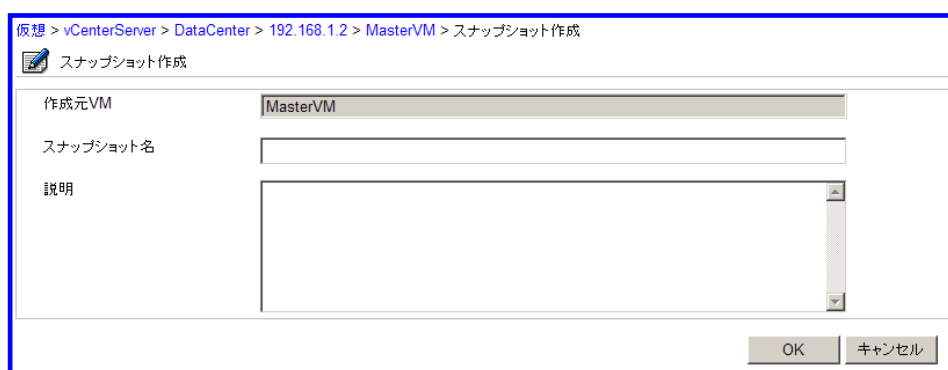 仮想 > vCenterServer > DataCenter > 192.168.1.2 > MasterVM > スナップショット作成
スナップショット作成
作成元VM MasterVM
スナップショット名
説明
OK キャンセル